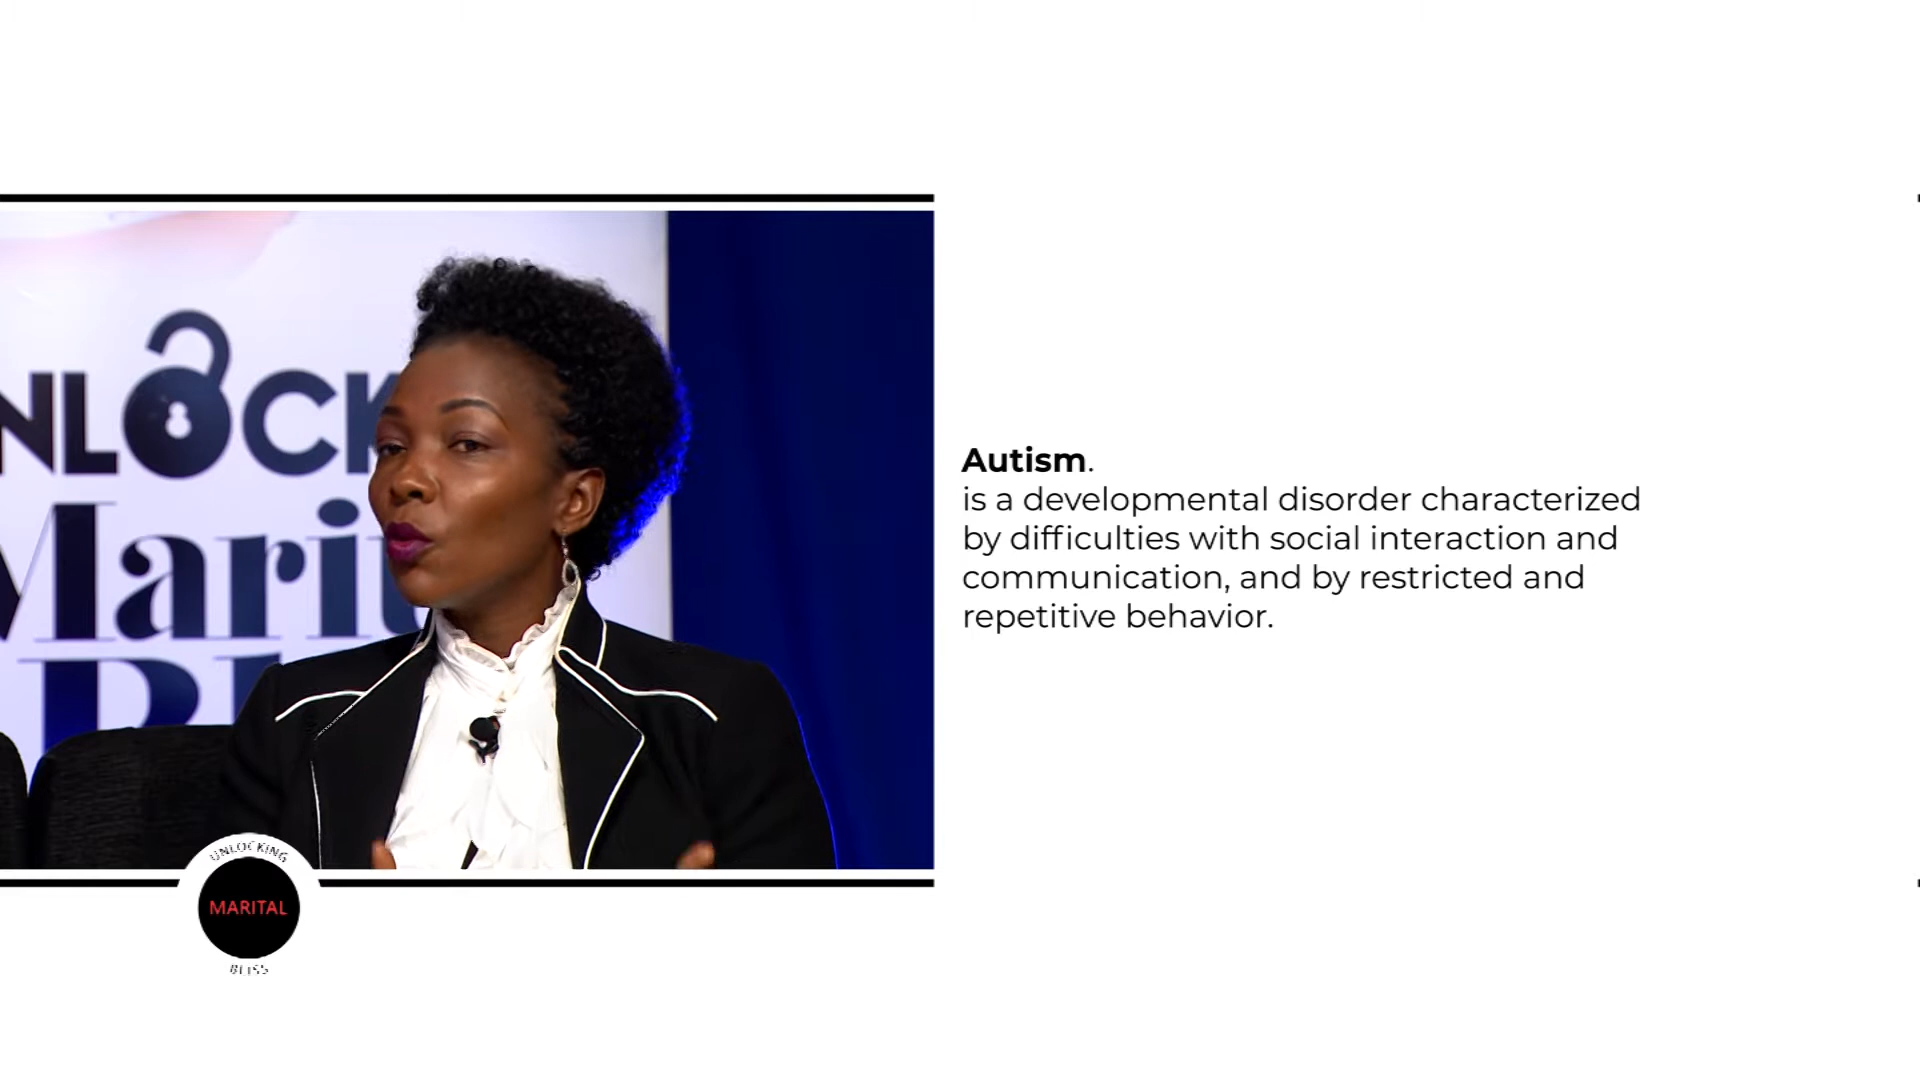 NLOCK
Marit
Autism.
is a developmental disorder characterized
by difficulties with social interaction and
communication, and by restricted and
repetitive behavior.
UNLOCKING
MARITAL
BLISS